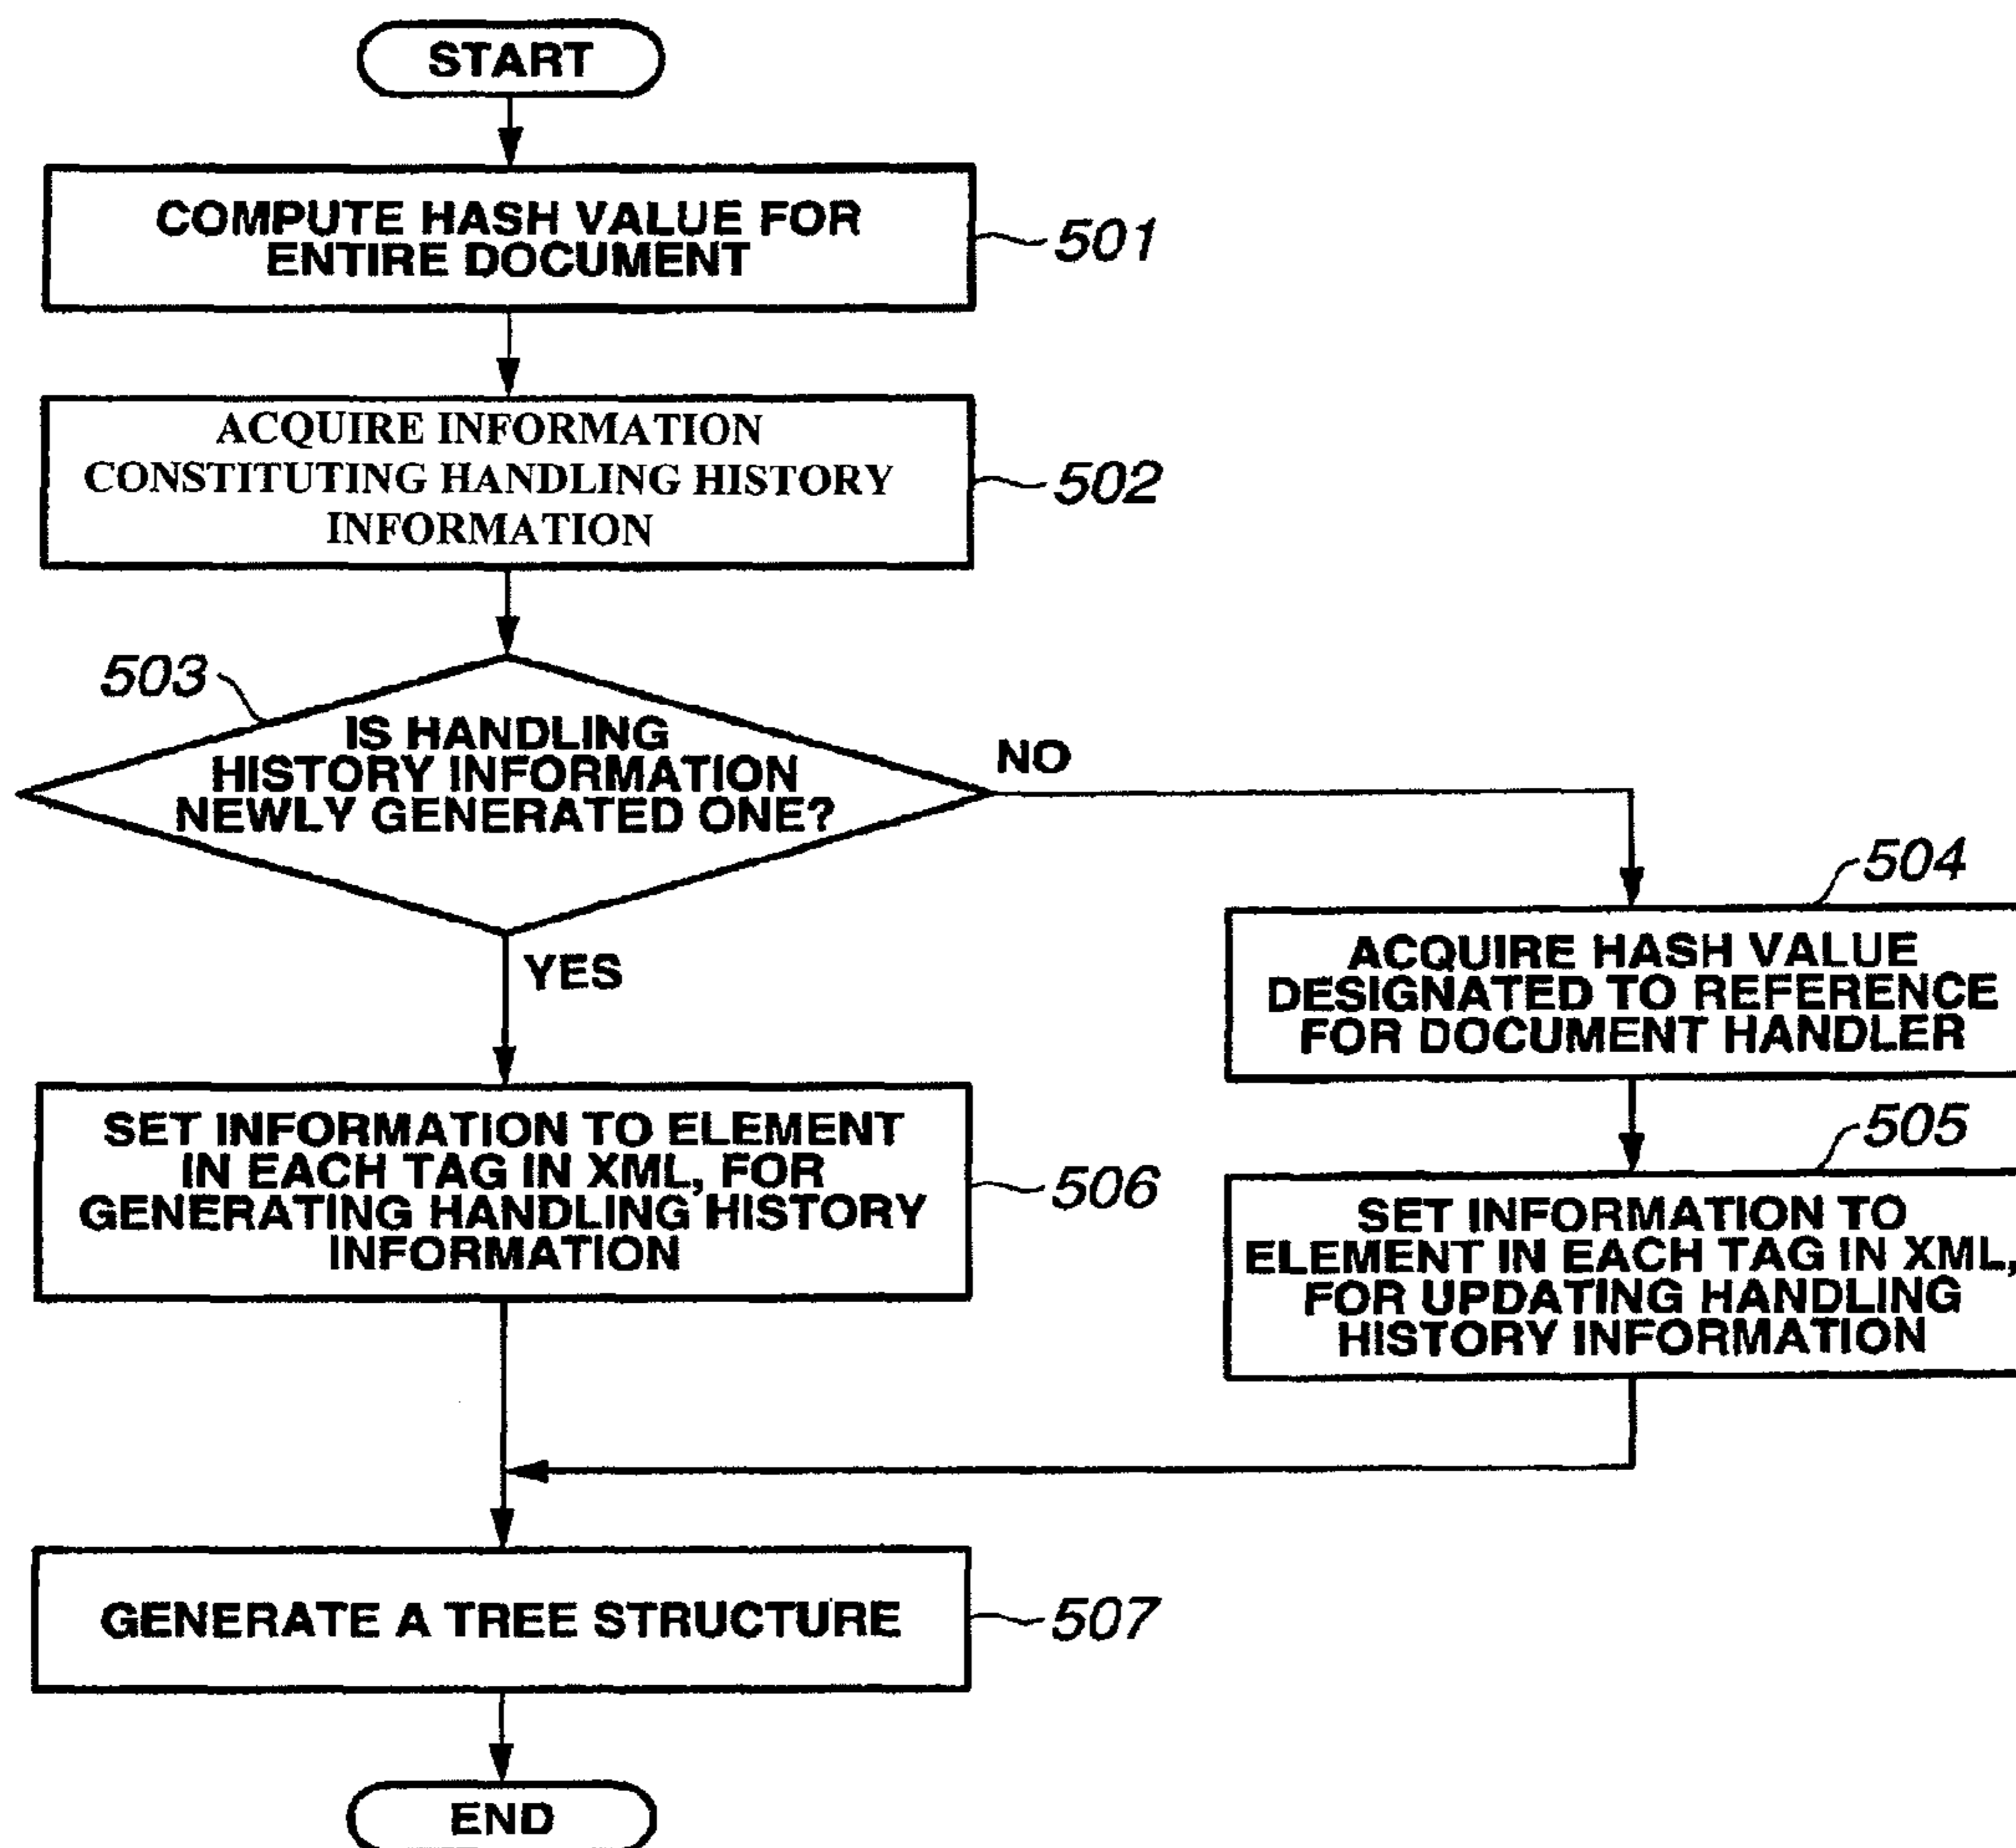 START
COMPUTE HASH VALUE FOR
ENTIRE DOCUMENT
501
ACQUIRE INFORMATION
CONSTITUTING HANDLING HISTORY
INFORMATION
502
503
IS HANDLING
HISTORY INFORMATION
NEWLY GENERATED ONE?
NO
YES
504
ACQUIRE HASH VALUE
DESIGNATED TO REFERENCE
FOR DOCUMENT HANDLER
505
SET INFORMATION TO
ELEMENT IN EACH TAG IN XML,
FOR UPDATING HANDLING
HISTORY INFORMATION
SET INFORMATION TO ELEMENT
IN EACH TAG IN XML, FOR
GENERATING HANDLING HISTORY
INFORMATION
506
GENERATE A TREE STRUCTURE
507
END